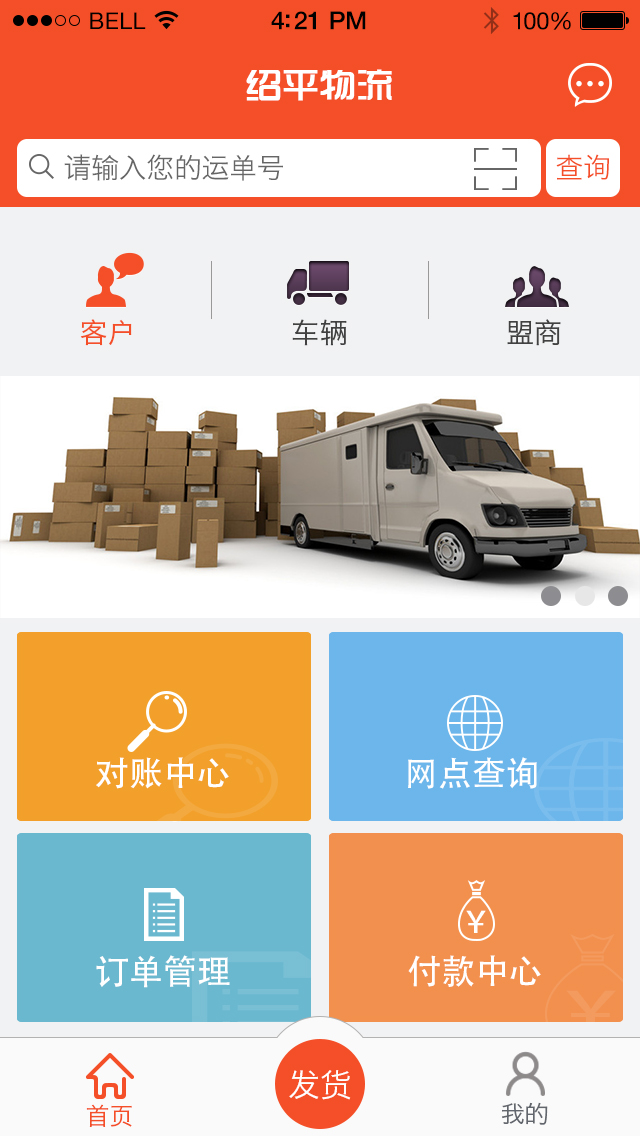 BELL 4:21 PM 100%
绍平物流
请输入您的运单号 查询
客户 车辆 盟商
对账中心 网点查询
订单管理 付款中心
首页 发货 我的